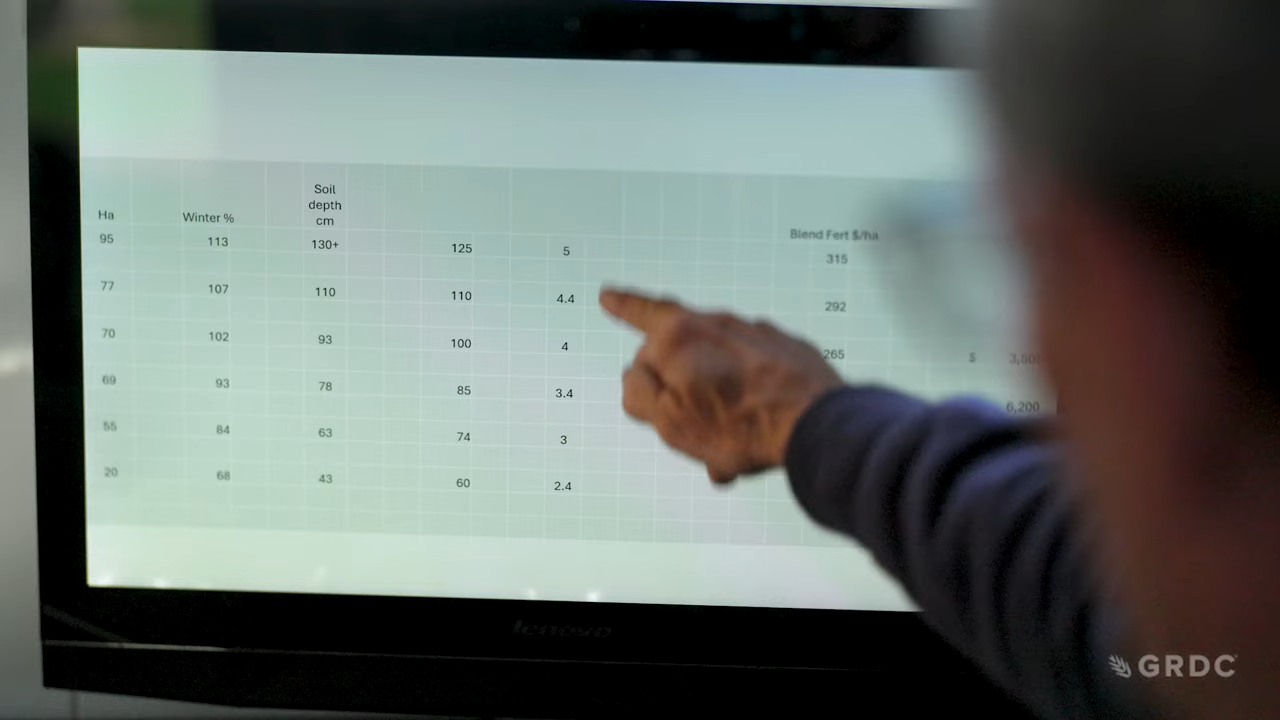 Soil
depth
cm
Ha Winter % Blend Fert $/ha
95 113 130+ 125 5 315
77 107 110 110 4.4 292
70 102 93 100 4 265 $
69 93 78 85 3.4 6,200
55 84 63 74 3
20 68 43 60 2.4
lenovo
GRDC